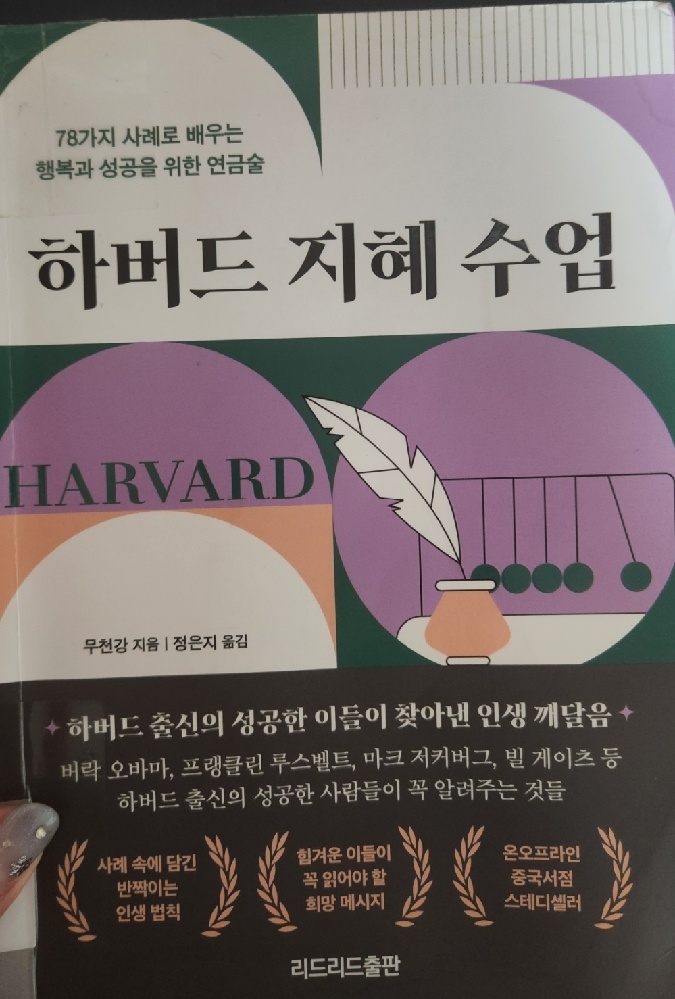 78가지 사례로 배우는
행복과 성공을 위한 연금술
하버드 지혜 수업
HARVARD
무천강 지음 | 정은지 옮김
하버드 출신의 성공한 이들이 찾아낸 인생 깨달음
버락 오바마, 프랭클린 루스벨트, 마크 저커버그, 빌 게이츠 등
하버드 출신의 성공한 사람들이 꼭 알려주는 것들
사례 속에 담긴
반짝이는
인생 법칙
힘겨운 이들이
꼭 읽어야 할
희망 메시지
온오프라인
중국서점
스테디셀러
리드리드출판